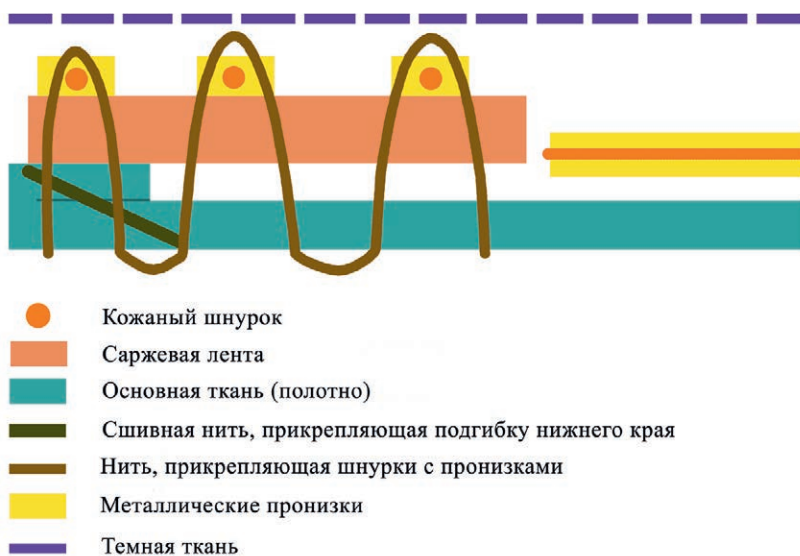 Кожаный шнурок
Саржевая лента
Основная ткань (полотно)
Сшивная нить, прикрепляющая подгибку нижнего края
Нить, прикрепляющая шнурки с пронизками
Металлические пронизки
Темная ткань